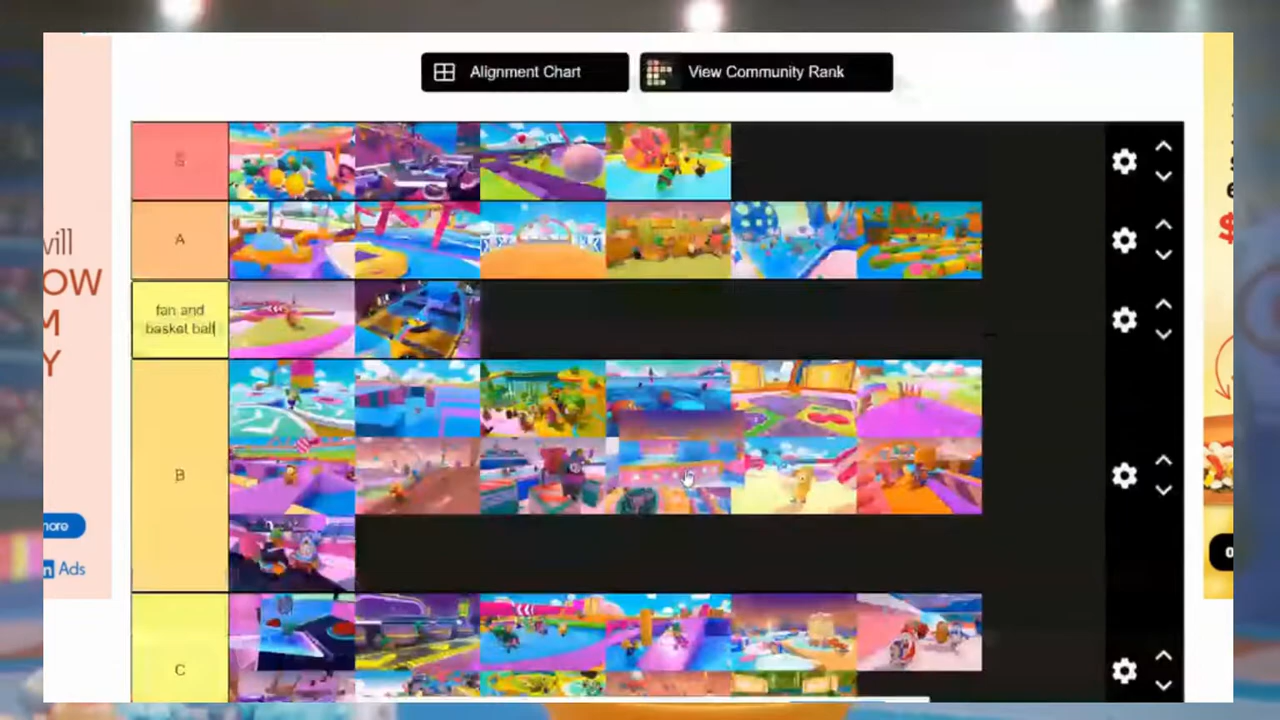 Alignment Chart
View Community Rank
S
A
fan and
basket ball
B
C
will
OW
M
Y
more
n Ads
$